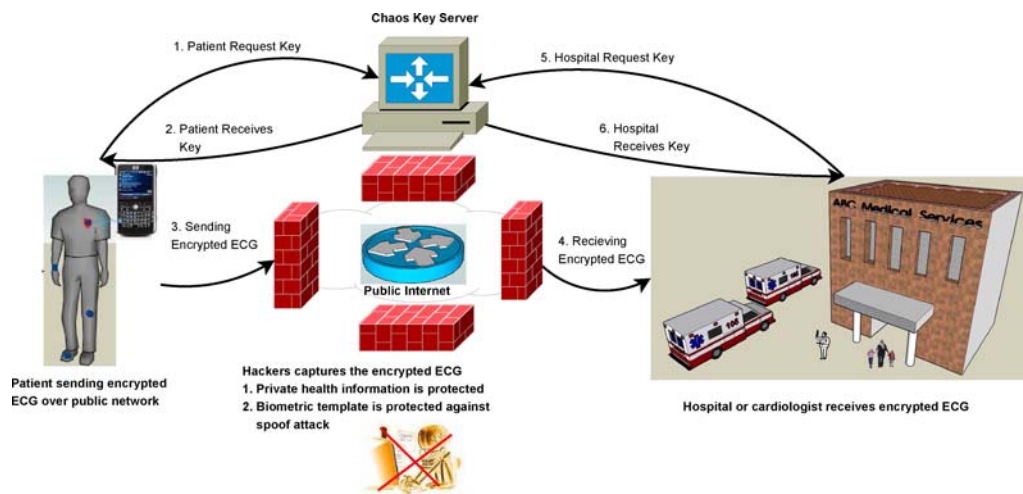 Chaos Key Server
1. Patient Request Key
5. Hospital Request Key
2. Patient Receives
Key
6. Hospital
Receives Key
ABC Medical Services
3. Sending
Encrypted ECG
4. Recieving
Encrypted ECG
Public Internet
106
Hackers captures the encrypted ECG
1. Private health information is protected
2. Biometric template is protected against
spoof attack
Patient sending encrypted
ECG over public network
Hospital or cardiologist receives encrypted ECG